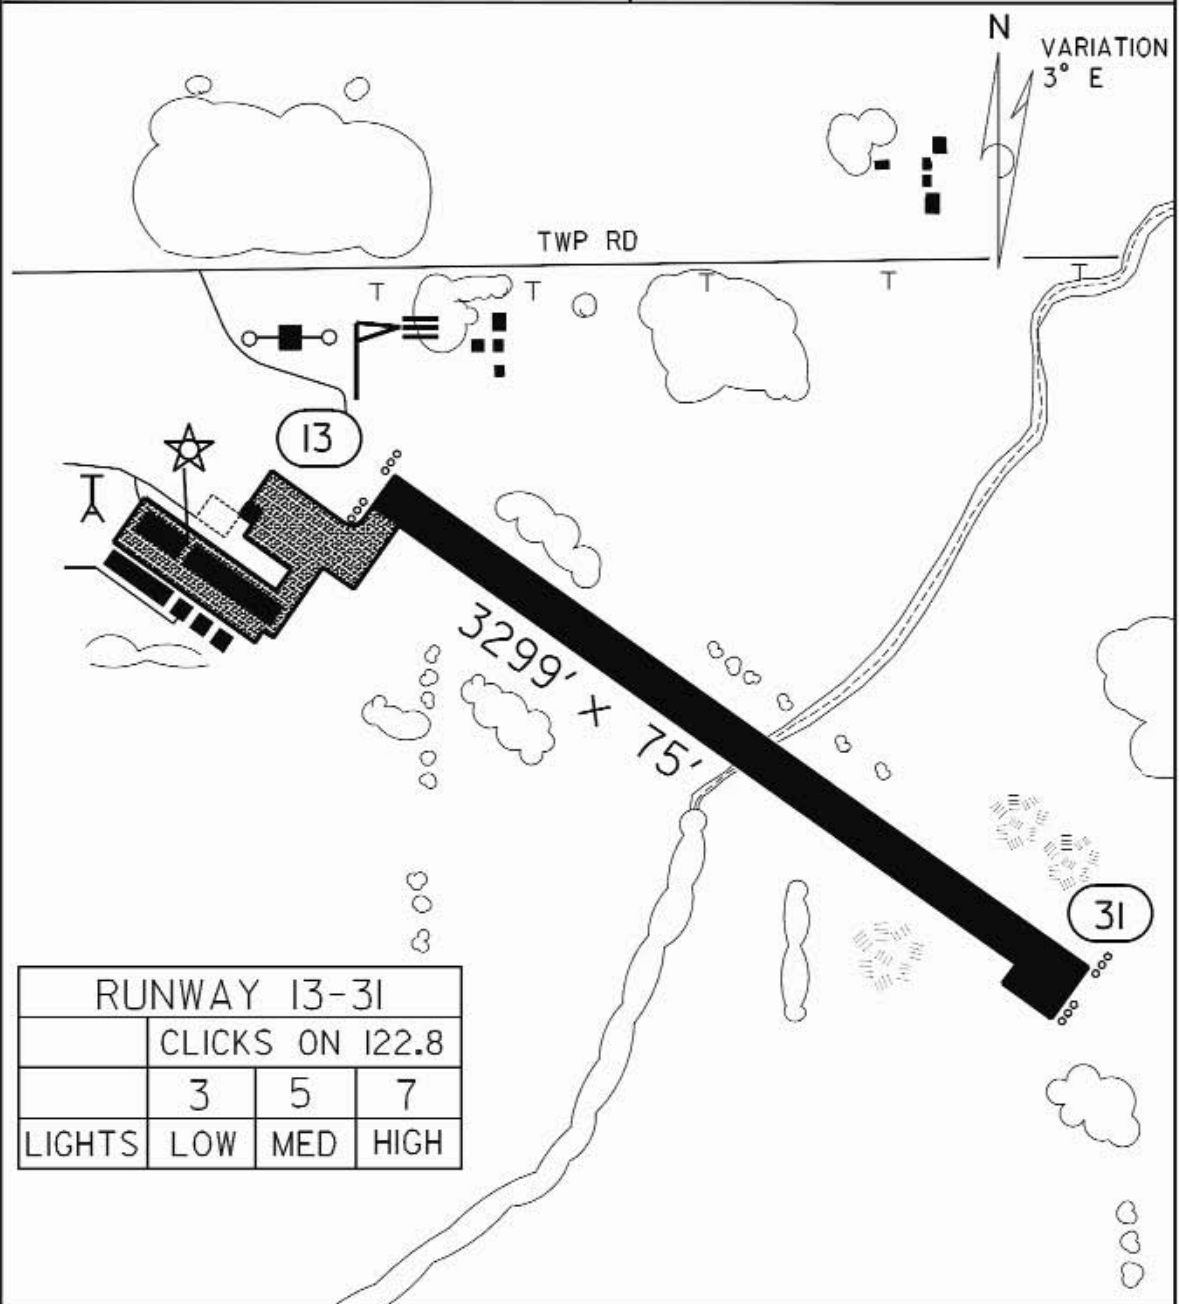 N
VARIATION
3° E
TWP RD
T T T T T
13
3299' x 75'
31
RUNWAY 13-31
CLICKS ON 122.8
3 5 7
LIGHTS LOW MED HIGH